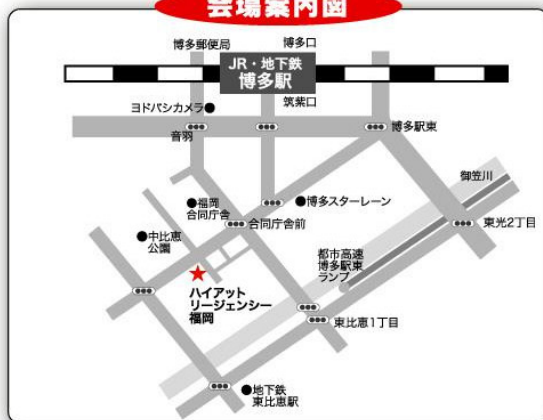 会場案内図
博多郵便局
博多口
JR・地下鉄
博多駅
ヨドバシカメラ
筑紫口
音羽
博多駅東
御笠川
福岡
合同庁舎
博多スターレーン
合同庁舎前
東光2丁目
中比恵
公園
都市高速
博多駅東
ランプ
ハイアット
リージェンシー
福岡
東比恵1丁目
地下鉄
東比恵駅